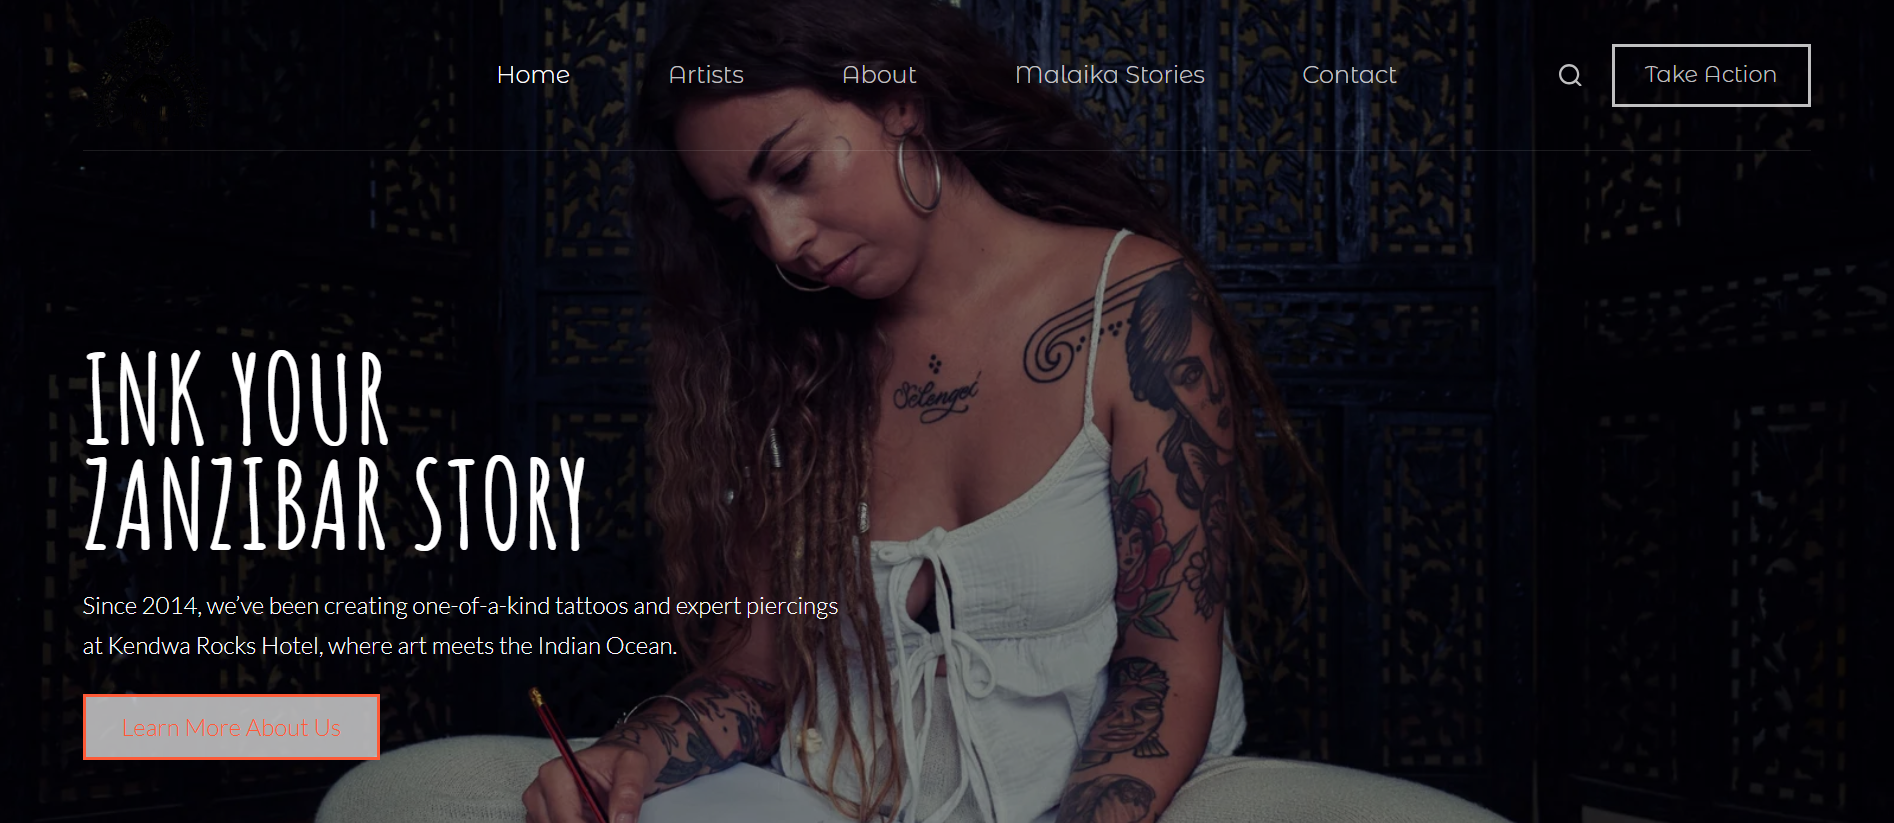 Home
Artists
About
Malaika Stories
Contact
Take Action
INK YOUR
ZANZIBAR STORY
Since 2014, we’ve been creating one-of-a-kind tattoos and expert piercings
at Kendwa Rocks Hotel, where art meets the Indian Ocean.
Learn More About Us